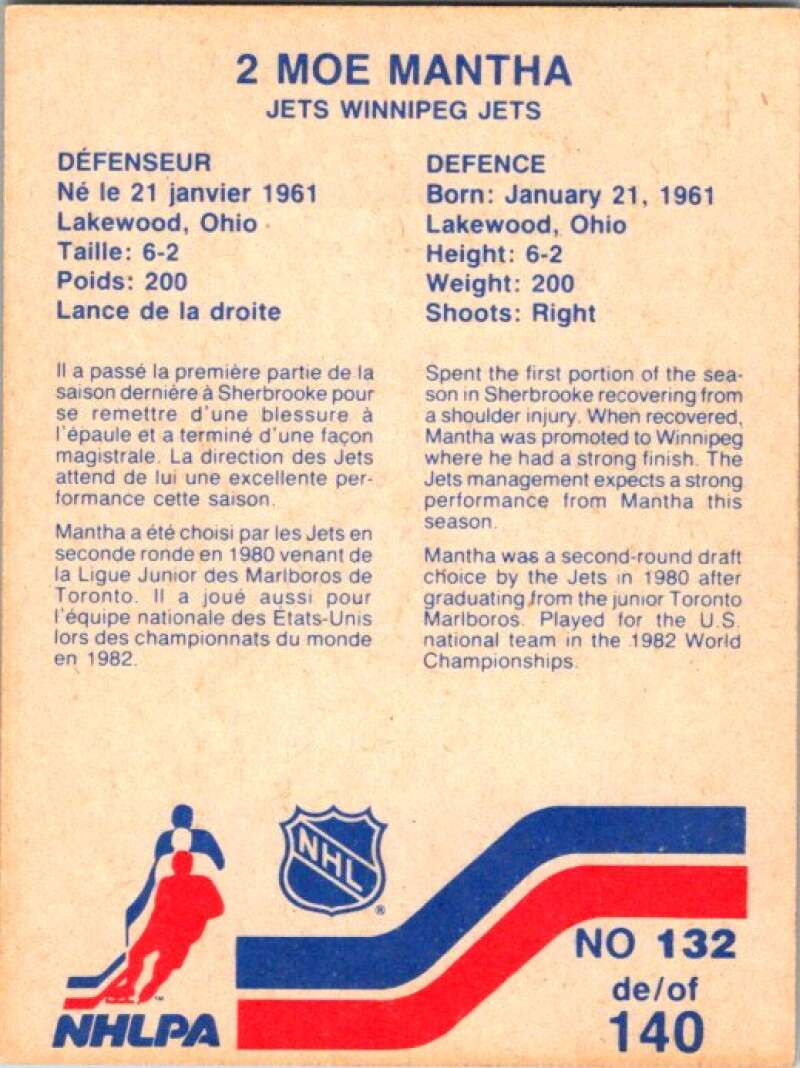 2 MOE MANTHA
JETS WINNIPEG JETS
DÉFENSEUR
Né le 21 janvier 1961
Lakewood, Ohio
Taille: 6-2
Poids: 200
Lance de la droite
Il a passé la première partie de la
saison dernière à Sherbrooke pour
se remettre d'une blessure à
l'épaule et a terminé d'une façon
magistrale. La direction des Jets
attend de lui une excellente per-
formance cette saison.
Mantha a été choisi par les Jets en
seconde ronde en 1980 venant de
la Ligue Junior des Marlboros de
Toronto. Il a joué aussi pour
l'équipe nationale des États-Unis
lors des championnats du monde
en 1982.
DEFENCE
Born: January 21, 1961
Lakewood, Ohio
Height: 6-2
Weight: 200
Shoots: Right
Spent the first portion of the sea-
son in Sherbrooke recovering from
a shoulder injury. When recovered,
Mantha was promoted to Winnipeg
where he had a strong finish. The
Jets management expects a strong
performance from Mantha this
season.
Mantha was a second-round draft
choice by the Jets in 1980 after
graduating from the junior Toronto
Marlboros. Played for the U.S.
national team in the 1982 World
Championships.
NHL
®
™
NHLPA
NO 132
de/of
140